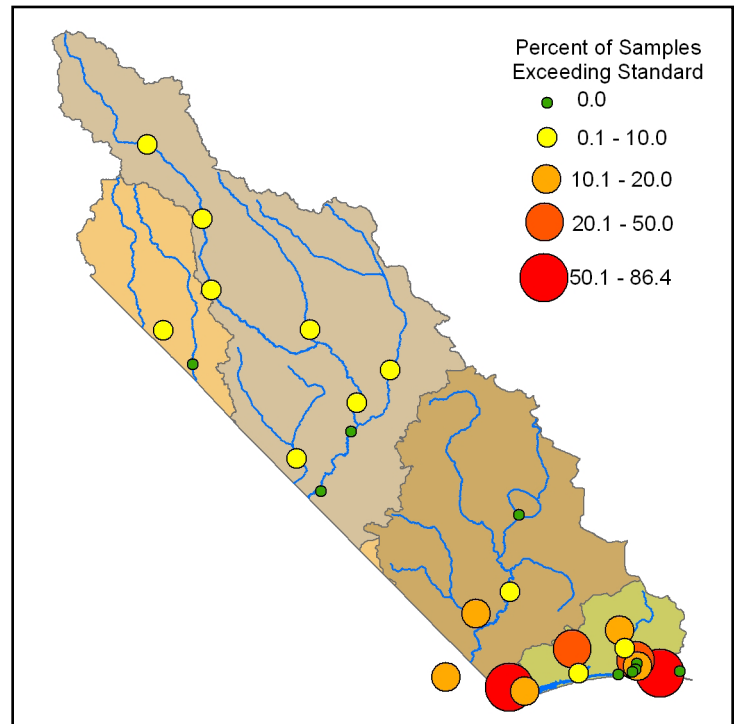 Percent of Samples
Exceeding Standard
0.0
0.1 - 10.0
10.1 - 20.0
20.1 - 50.0
50.1 - 86.4